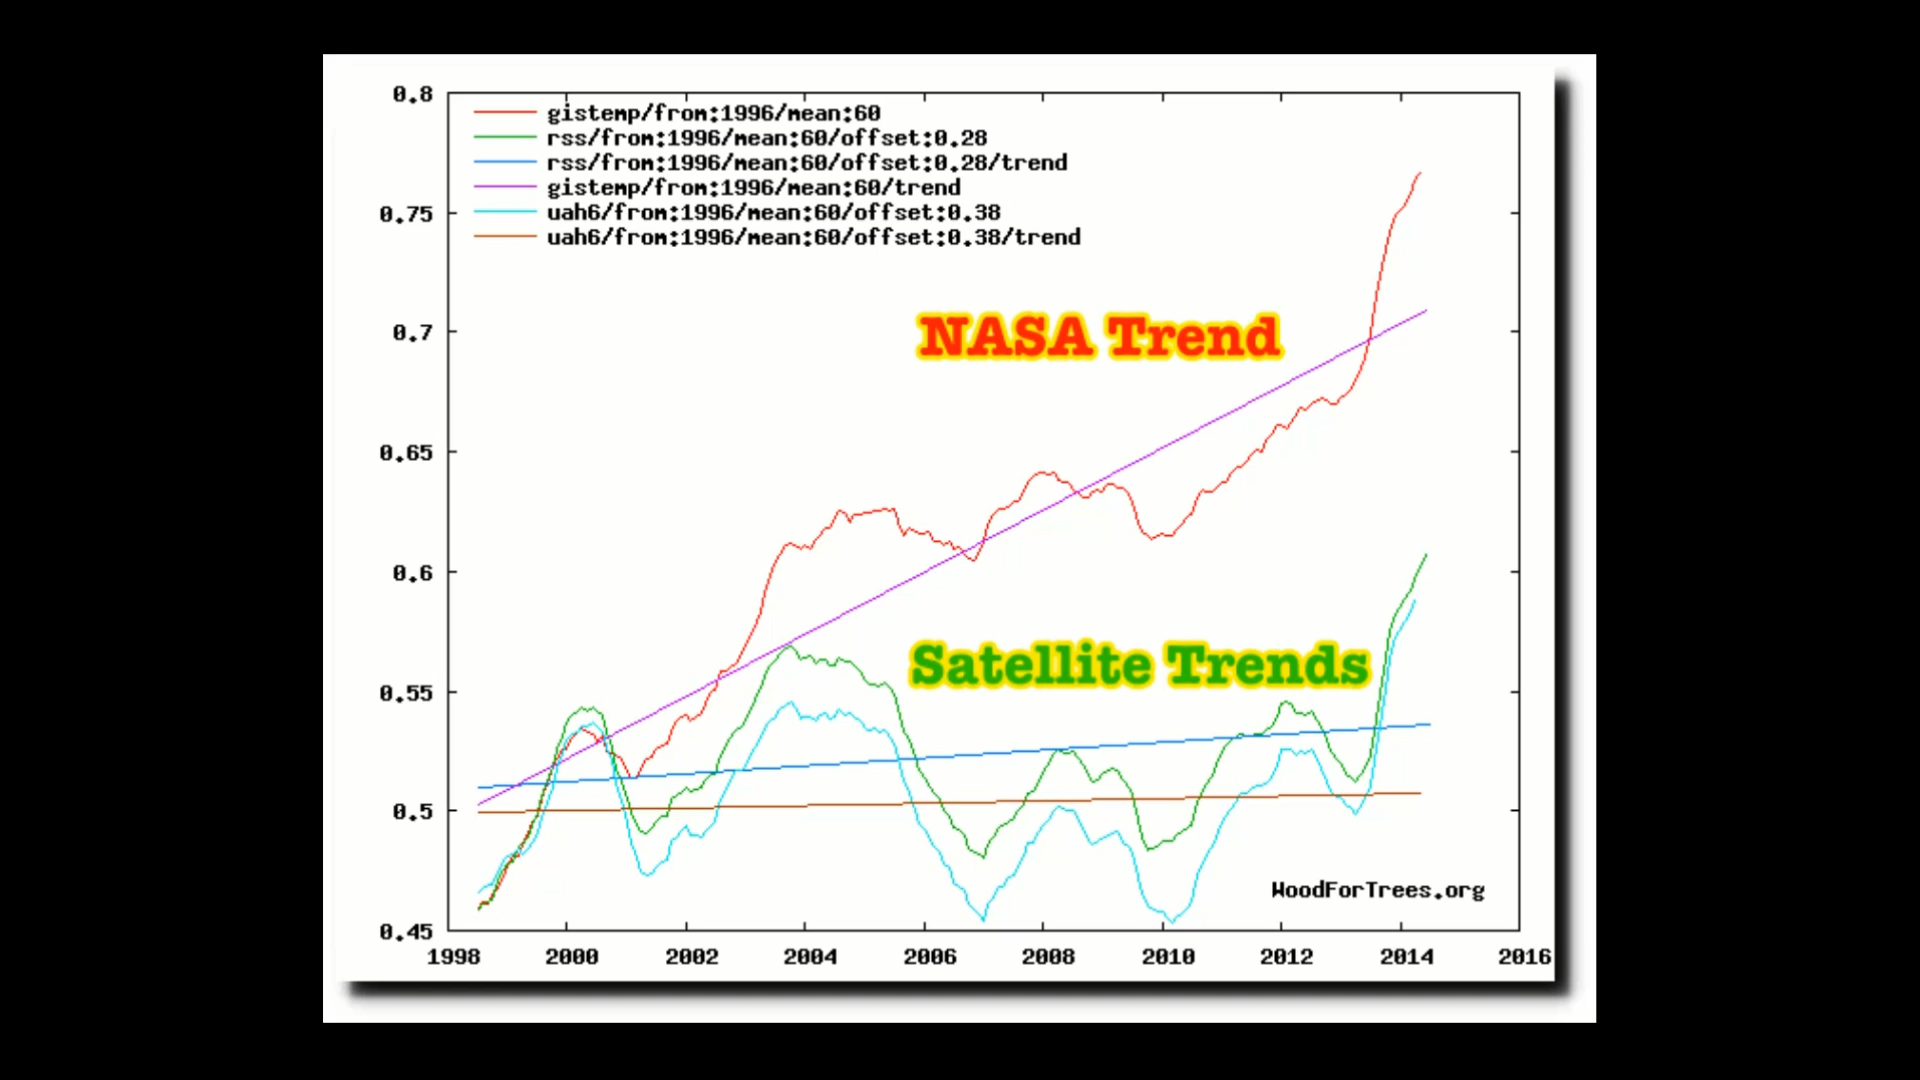 0.8
gistemp/from:1996/mean:60
rss/from:1996/mean:60/offset:0.28
rss/from:1996/mean:60/offset:0.28/trend
gistemp/from:1996/mean:60/trend
uah6/from:1996/mean:60/offset:0.38
uah6/from:1996/mean:60/offset:0.38/trend
0.75
0.7
NASA Trend
0.65
0.6
Satellite Trends
0.55
0.5
WoodForTrees.org
0.45
1998 2000 2002 2004 2006 2008 2010 2012 2014 2016